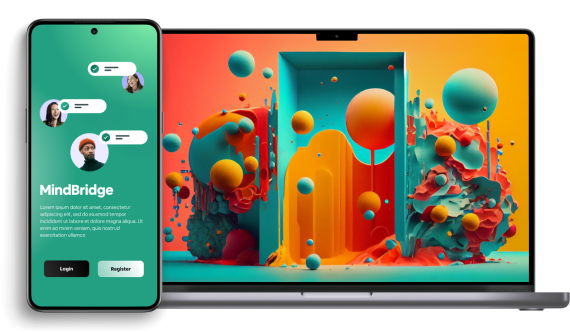 MindBridge
Lorem ipsum dolor sit amet, consectetur
adipiscing elit, sed do eiusmod tempor
incididunt ut labore et dolore magna aliqua. Ut
enim ad minim veniam, quis nostrud
exercitation ullamco
Login
Register